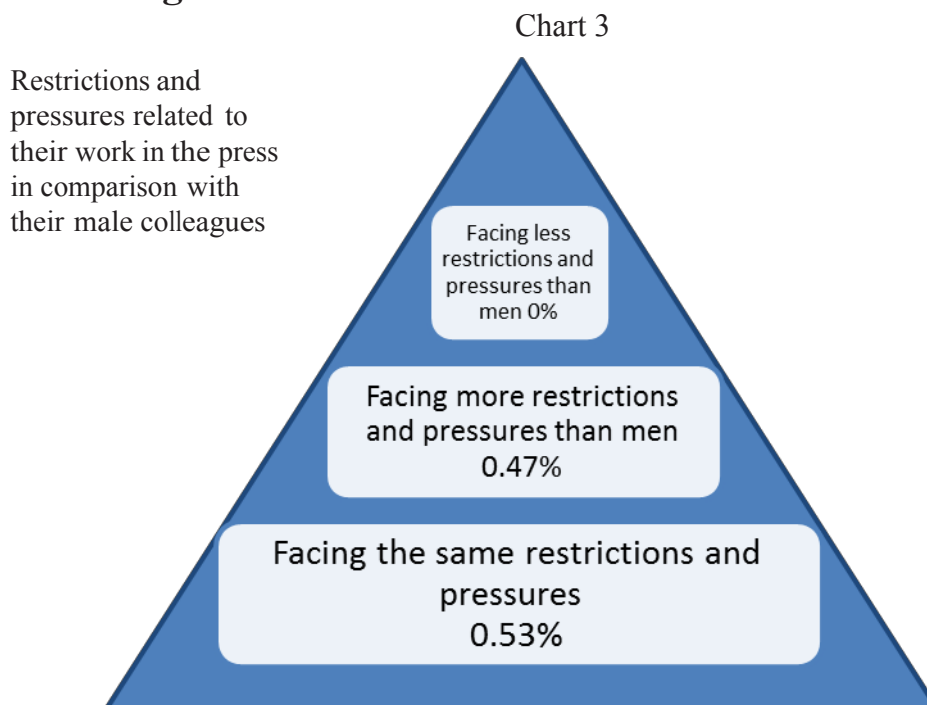 Chart 3
Restrictions and
pressures related to
their work in the press
in comparison with
their male colleagues
Facing less
restrictions and
pressures than
men 0%
Facing more restrictions
and pressures than men
0.47%
Facing the same restrictions and
pressures
0.53%